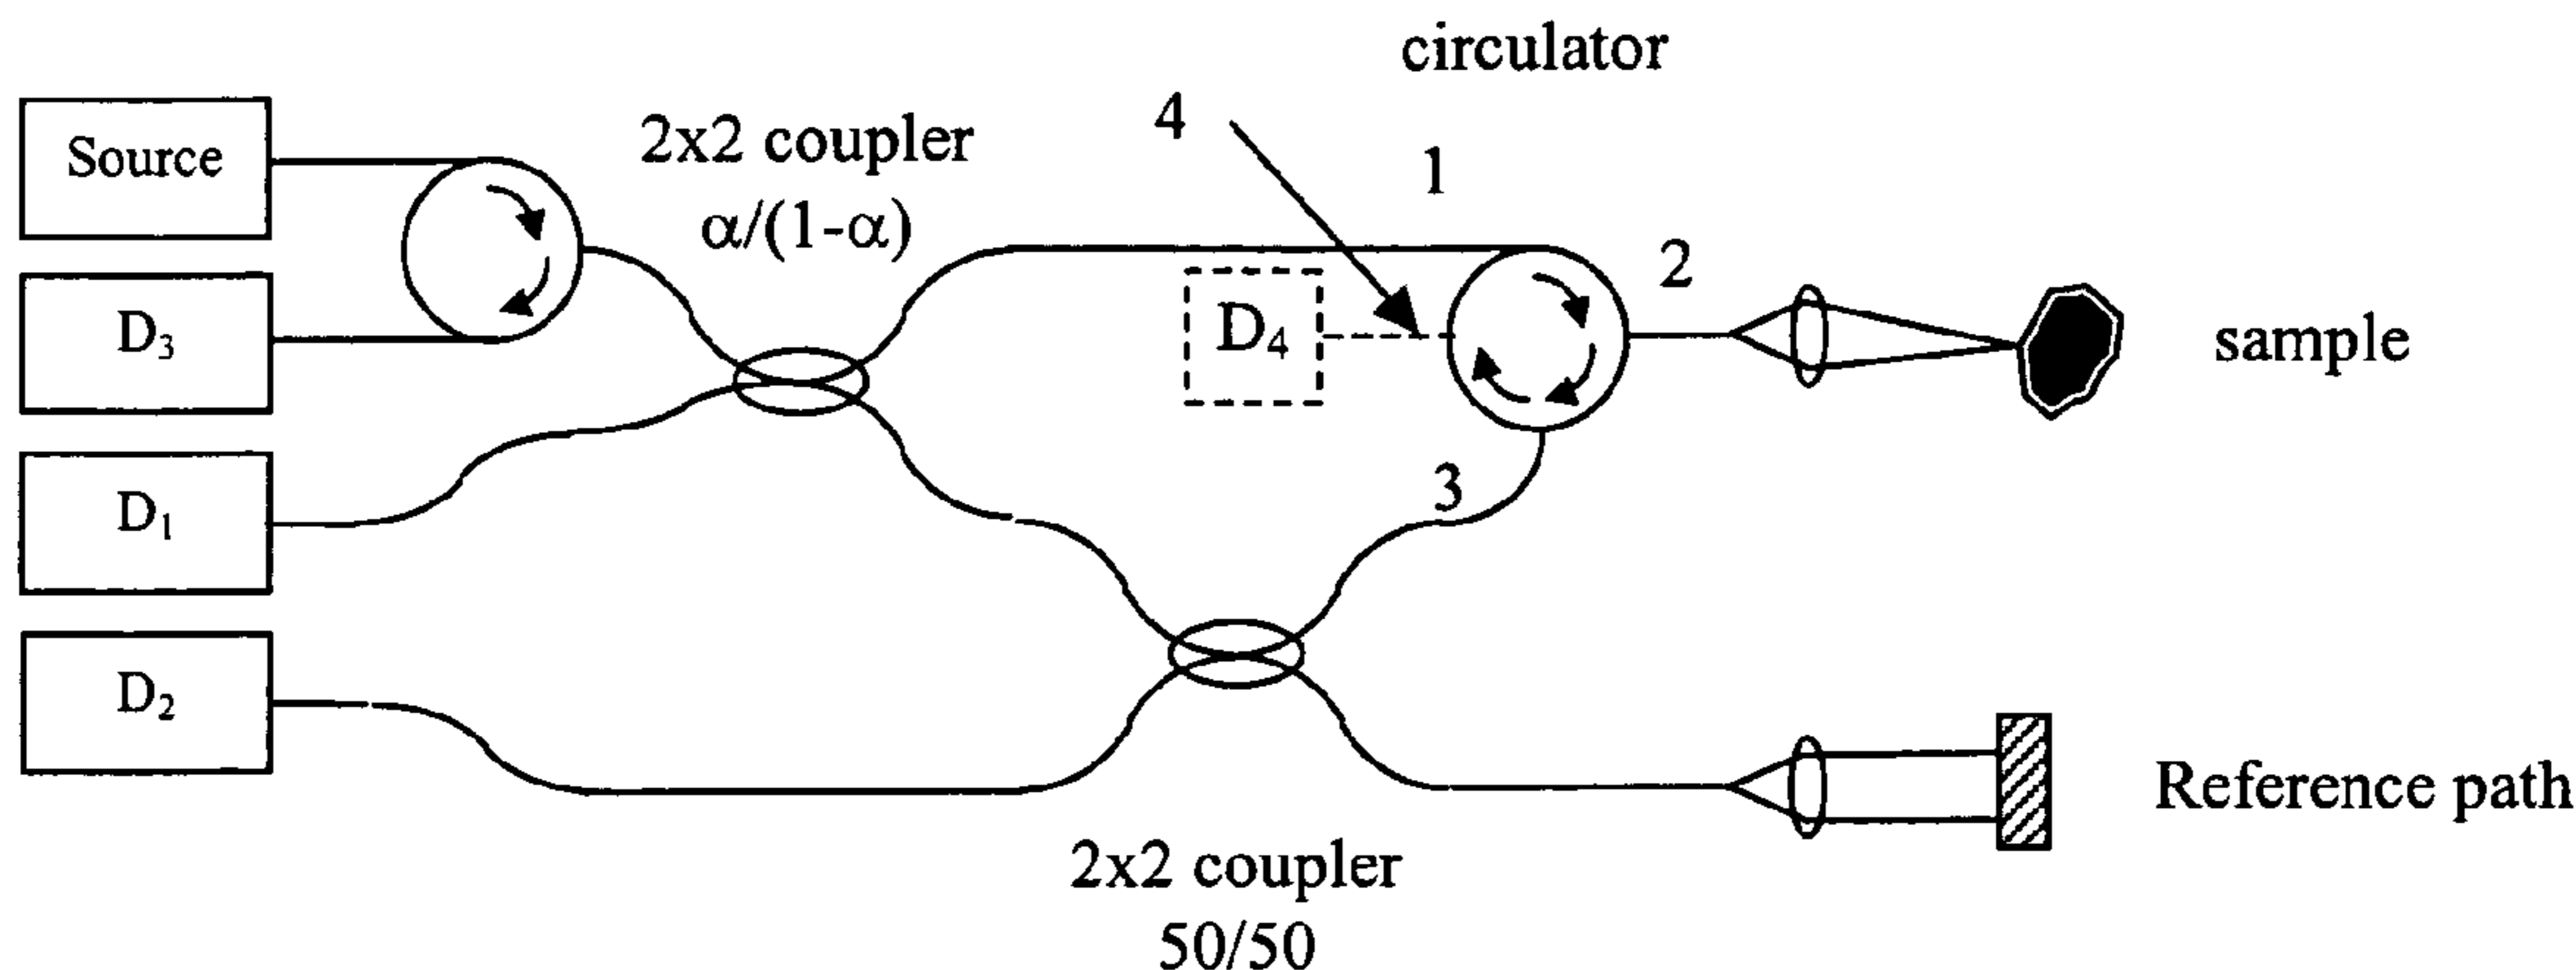 circulator
Source
2x2 coupler
α/(1-α)
4
1
2
D₃
D₄
sample
D₁
3
D₂
Reference path
2x2 coupler
50/50